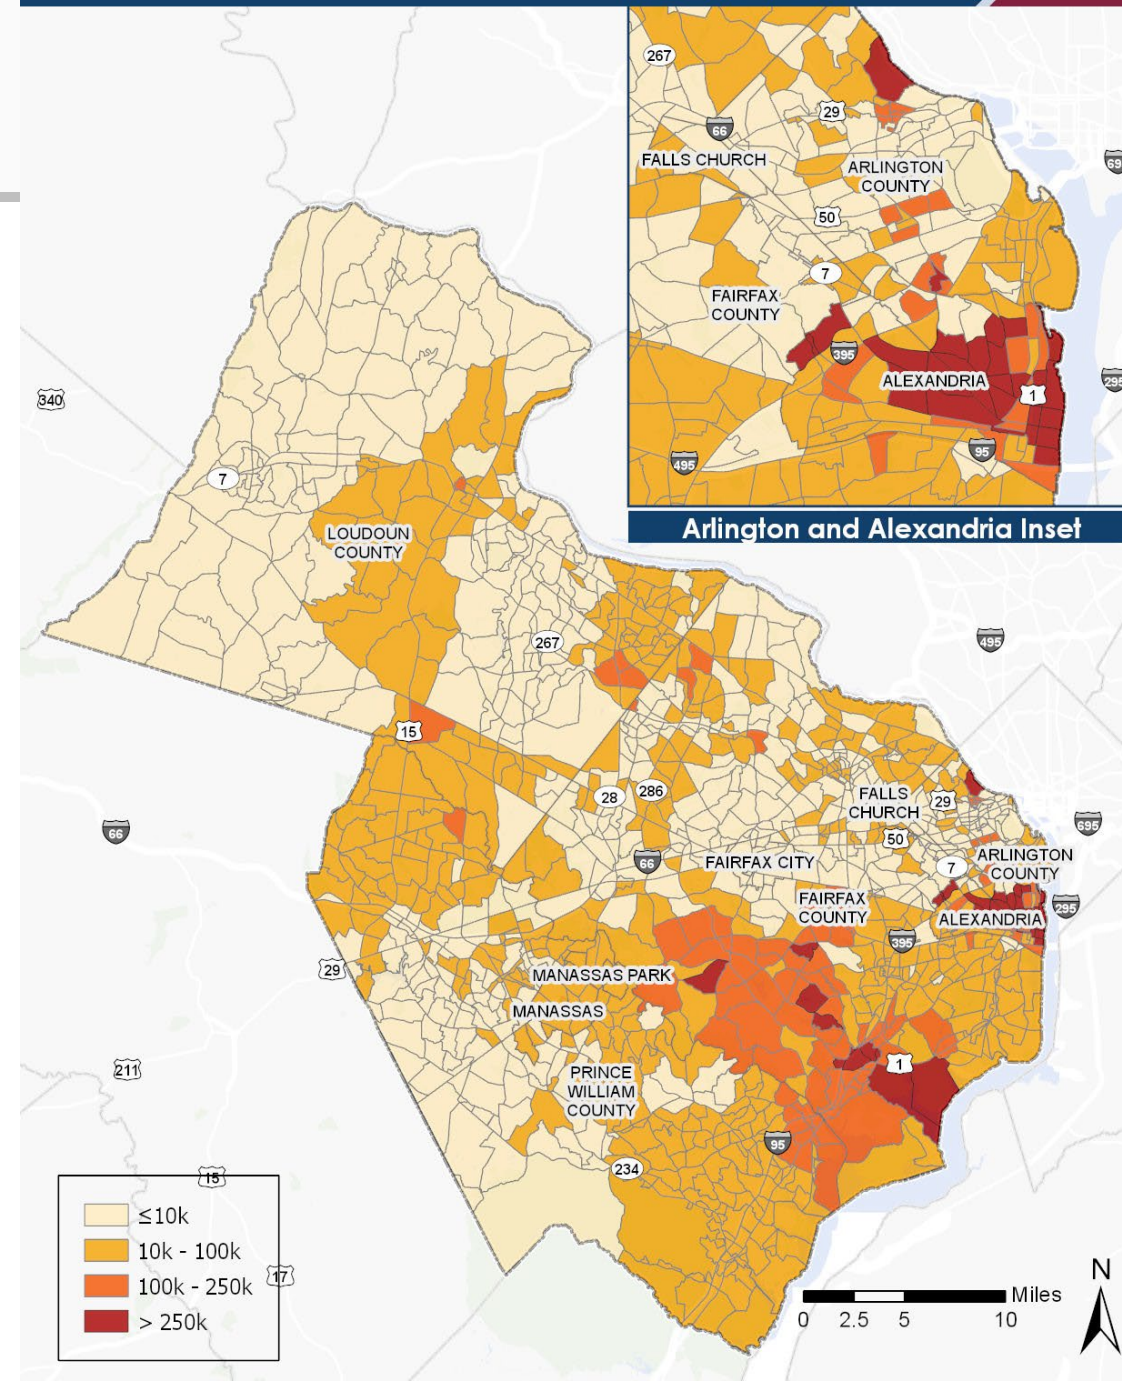 267
29
66
FALLS CHURCH
ARLINGTON
COUNTY
50
7
FAIRFAX
COUNTY
395
ALEXANDRIA
1
495
95
Arlington and Alexandria Inset
340
7
LOUDOUN
COUNTY
267
495
15
28
286
FALLS
CHURCH
29
50
66
66
FAIRFAX CITY
7
ARLINGTON
COUNTY
695
FAIRFAX
COUNTY
ALEXANDRIA
295
395
29
MANASSAS PARK
MANASSAS
211
PRINCE
WILLIAM
COUNTY
1
95
234
15
17
≤10k
10k - 100k
100k - 250k
> 250k
N
Miles
0 2.5 5 10